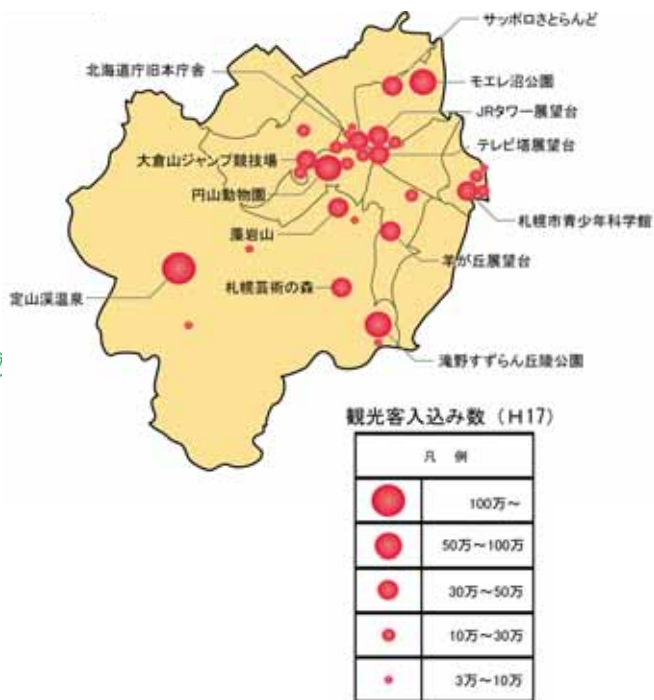 サッポロさとらんど
北海道庁旧本庁舎
モエレ沼公園
JRタワー展望台
大倉山ジャンプ競技場
テレビ塔展望台
円山動物園
札幌市青少年科学館
藻岩山
羊が丘展望台
定山渓温泉
札幌芸術の森
滝野すずらん丘陵公園
観光客入込み数（H17）
凡 例
100万～
50万～100万
30万～50万
10万～30万
3万～10万